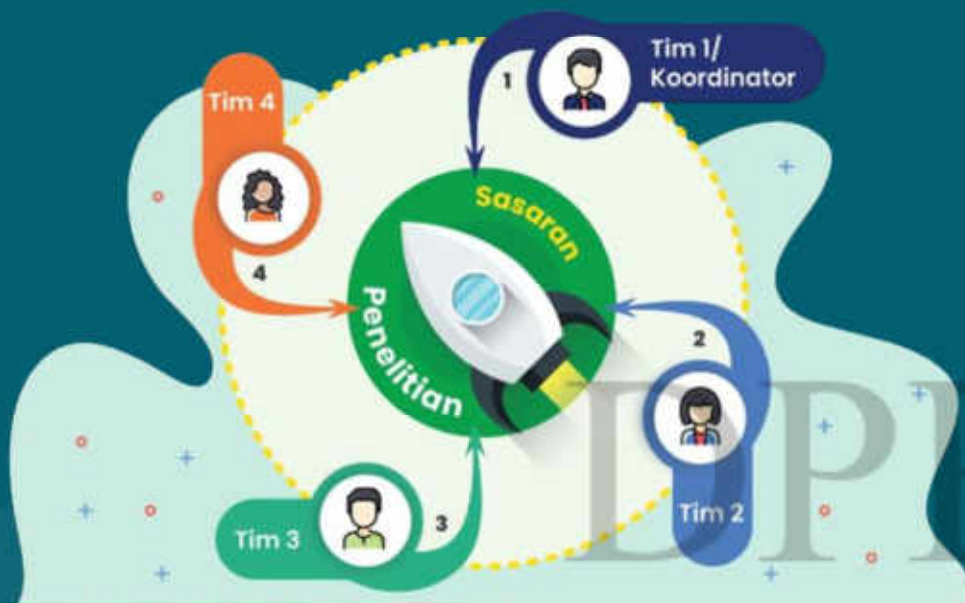 Tim 1/
Koordinator
1
Tim 4
4
Sasaran
Penelitian
2
Tim 2
3
Tim 3